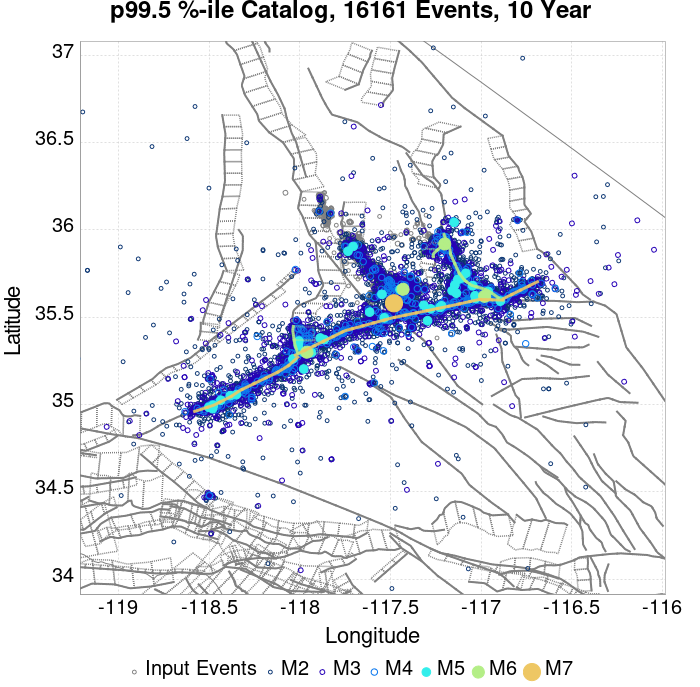 p99.5 %-ile Catalog, 16161 Events, 10 Year
37
36.5
36
35.5
35
34.5
34
Latitude
-119 -118.5 -118 -117.5 -117 -116.5 -116
Longitude
Input Events M2 M3 M4 M5 M6 M7